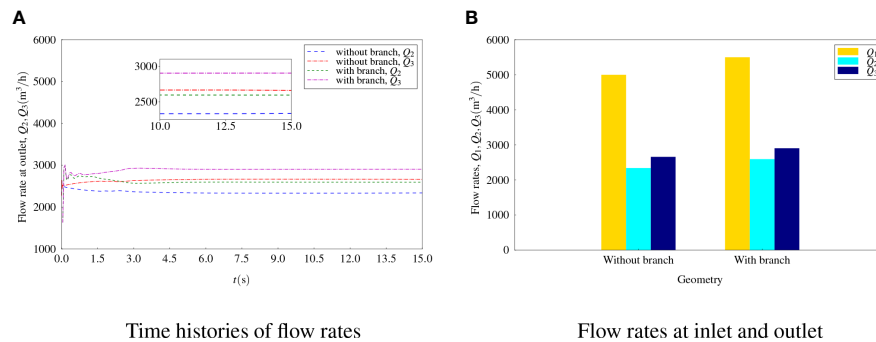 A
6000
5000
4000
3000
2000
1000
Flow rate at outlet, Q2, Q3(m³/h)
0.0 1.5 3.0 4.5 6.0 7.5 9.0 10.5 12.0 13.5 15.0
t(s)
3000
2500
10.0 12.5 15.0
without branch, Q2
without branch, Q3
with branch, Q2
with branch, Q3
Time histories of flow rates
B
6000
5000
4000
3000
2000
1000
0
Flow rates, Q1, Q2, Q3(m³/h)
Without branch With branch
Geometry
Flow rates at inlet and outlet